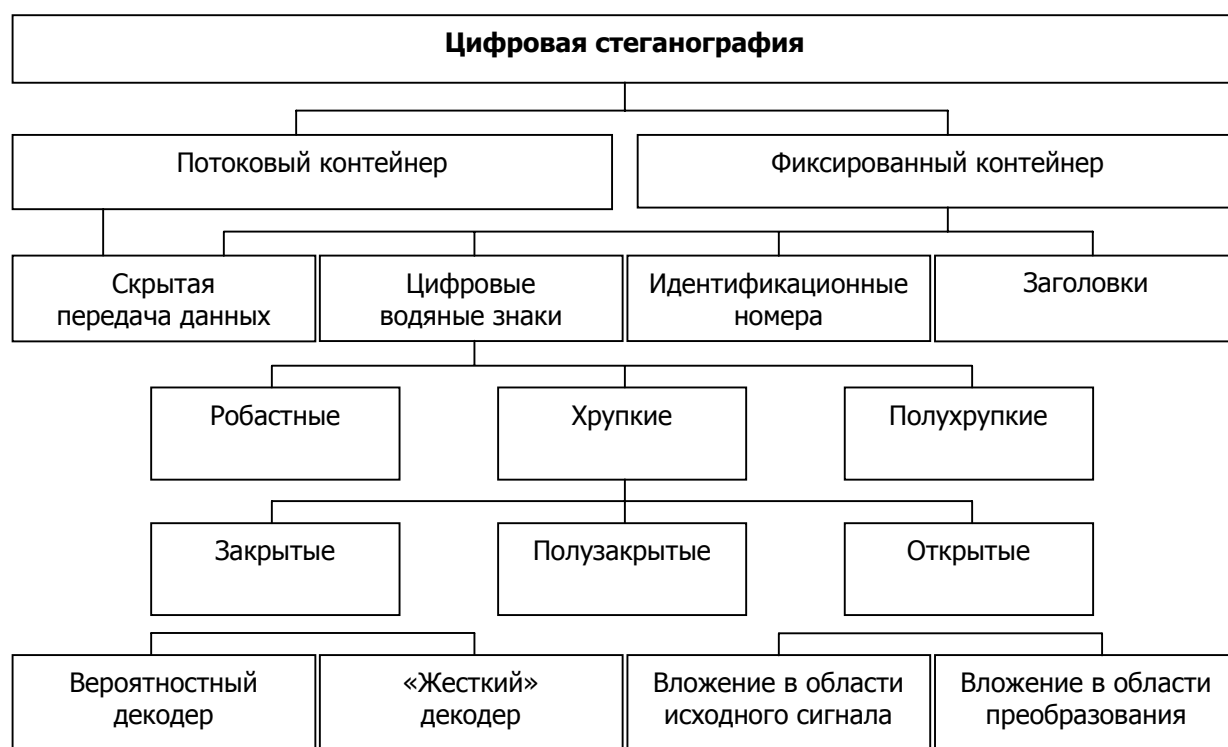 Цифровая стеганография
Потоковый контейнер
Фиксированный контейнер
Скрытая
передача данных
Цифровые
водяные знаки
Идентификационные
номера
Заголовки
Робастные
Хрупкие
Полухрупкие
Закрытые
Полузакрытые
Открытые
Вероятностный
декодер
«Жесткий»
декодер
Вложение в области
исходного сигнала
Вложение в области
преобразования